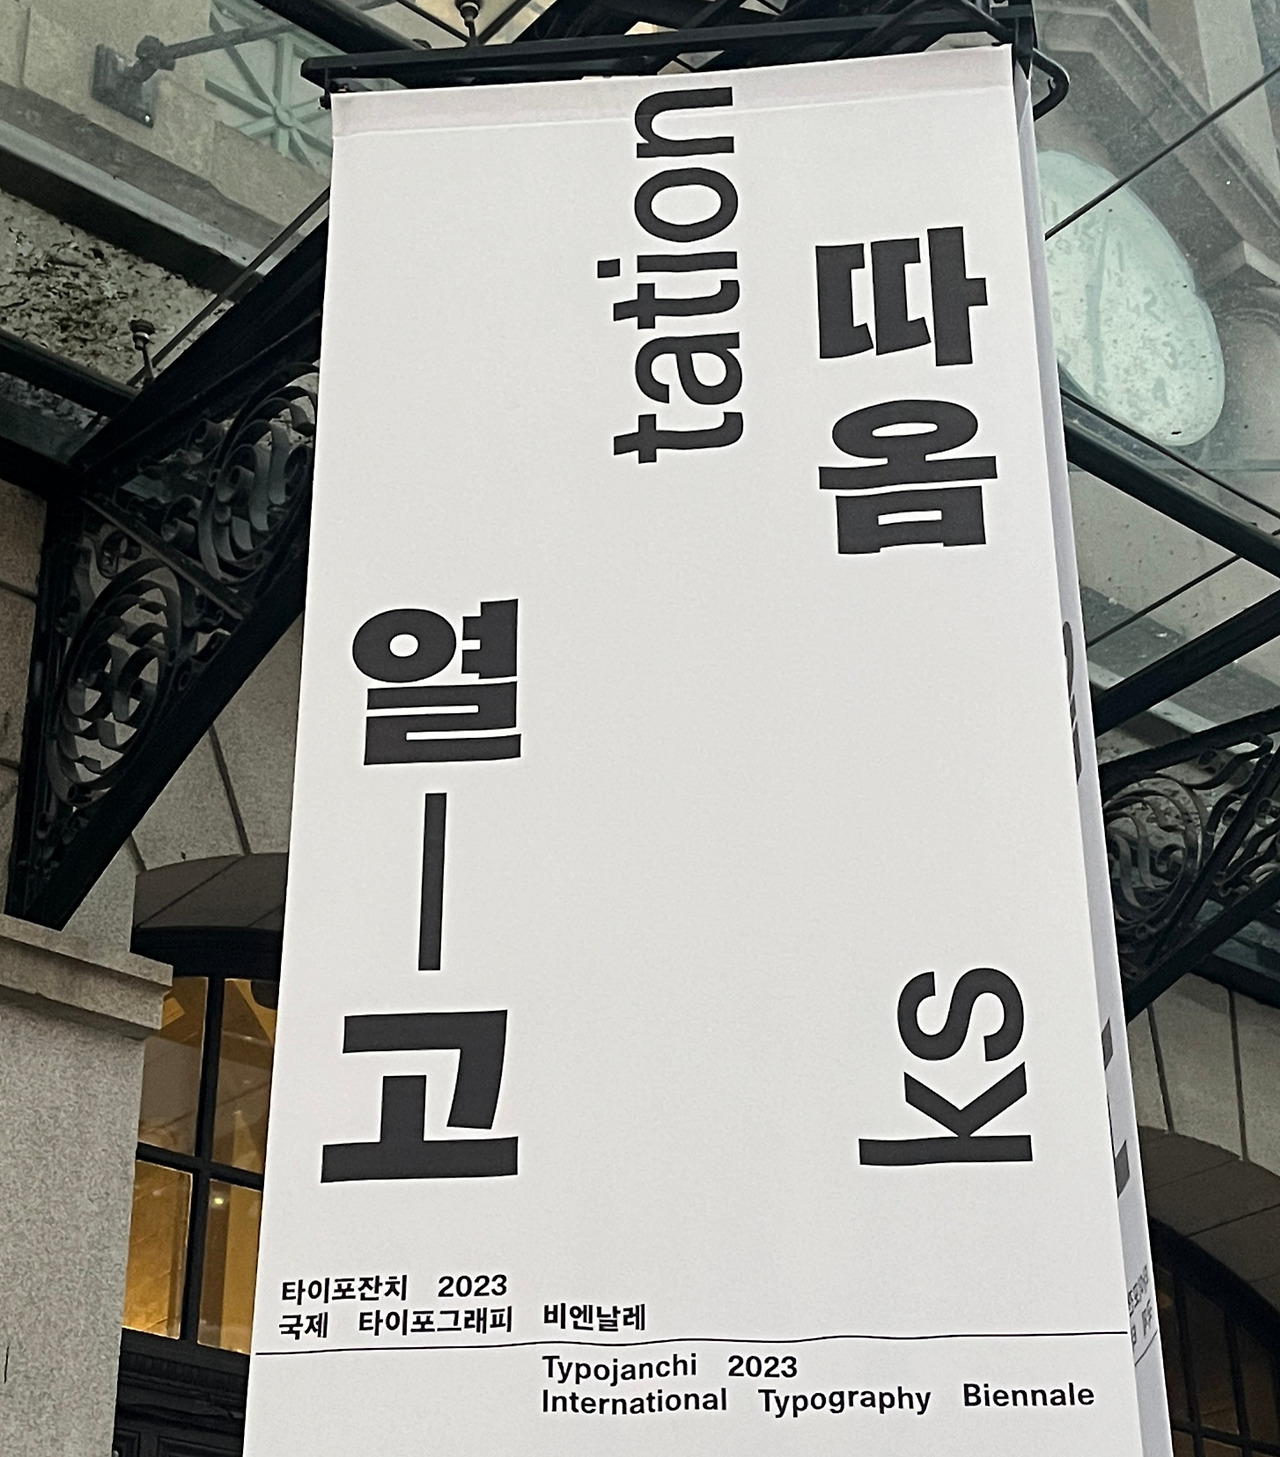 tation
따옴
열—고
ks
타이포잔치 2023
국제 타이포그래피 비엔날레
Typojanchi 2023
International Typography Biennale